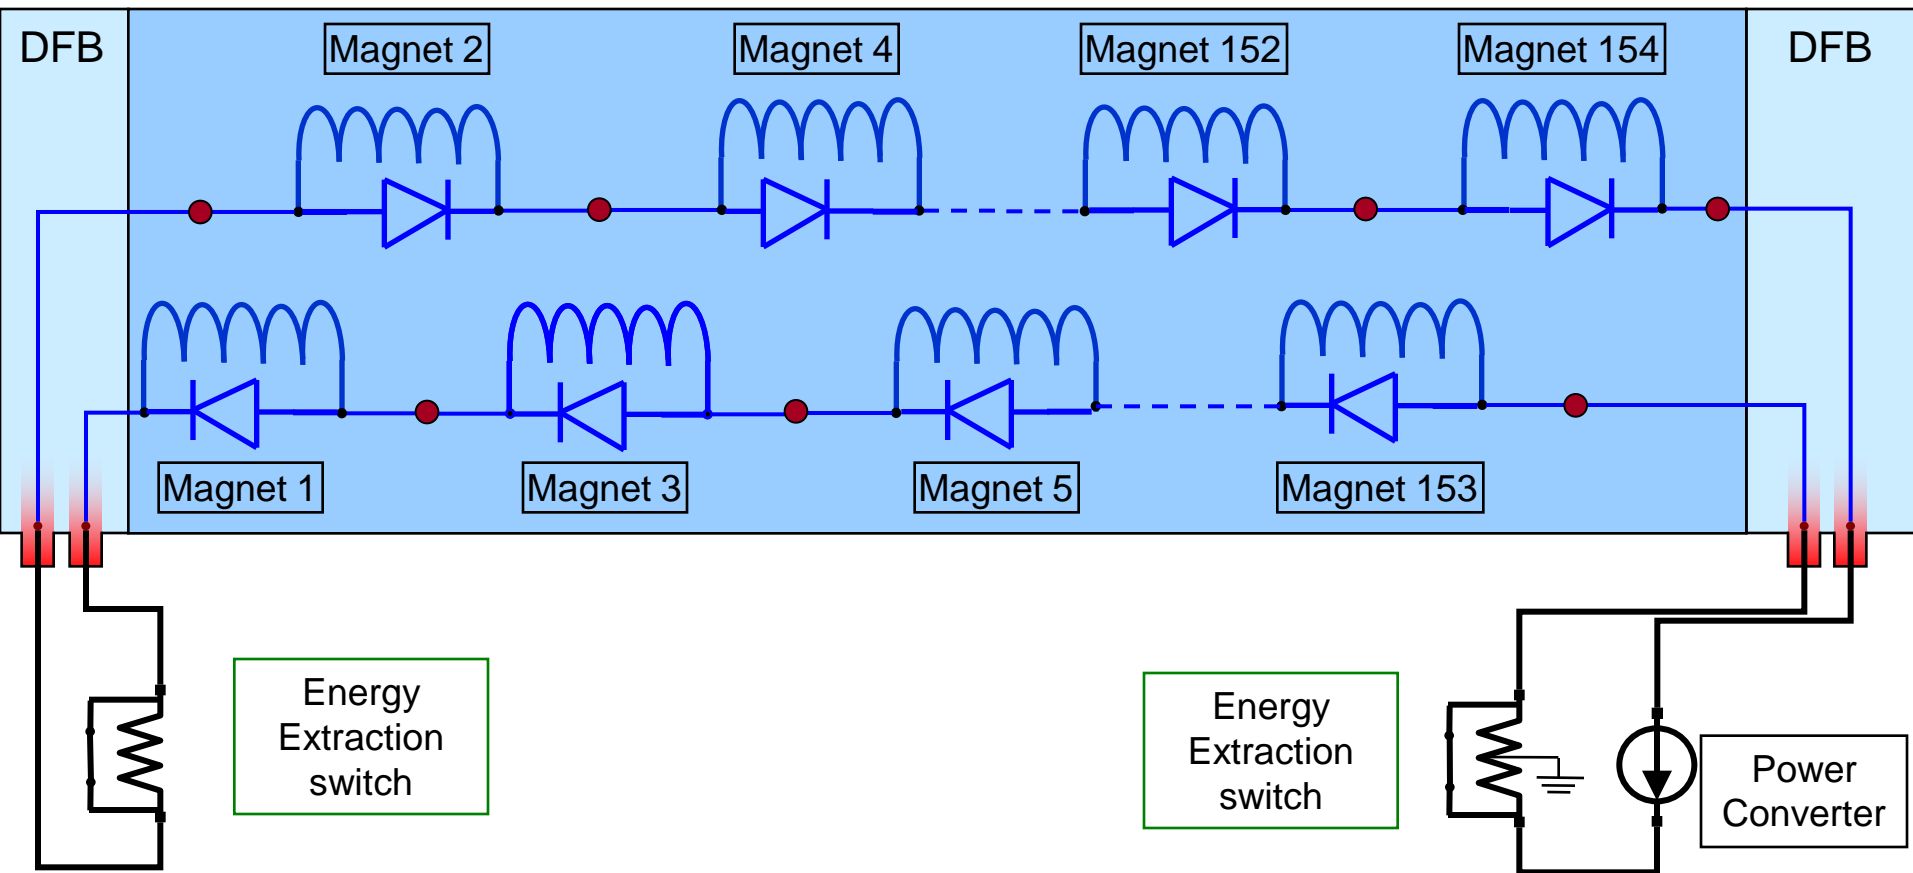 DFB
Magnet 2
Magnet 4
Magnet 152
Magnet 154
DFB
Magnet 1
Magnet 3
Magnet 5
Magnet 153
Energy
Extraction
switch
Energy
Extraction
switch
Power
Converter